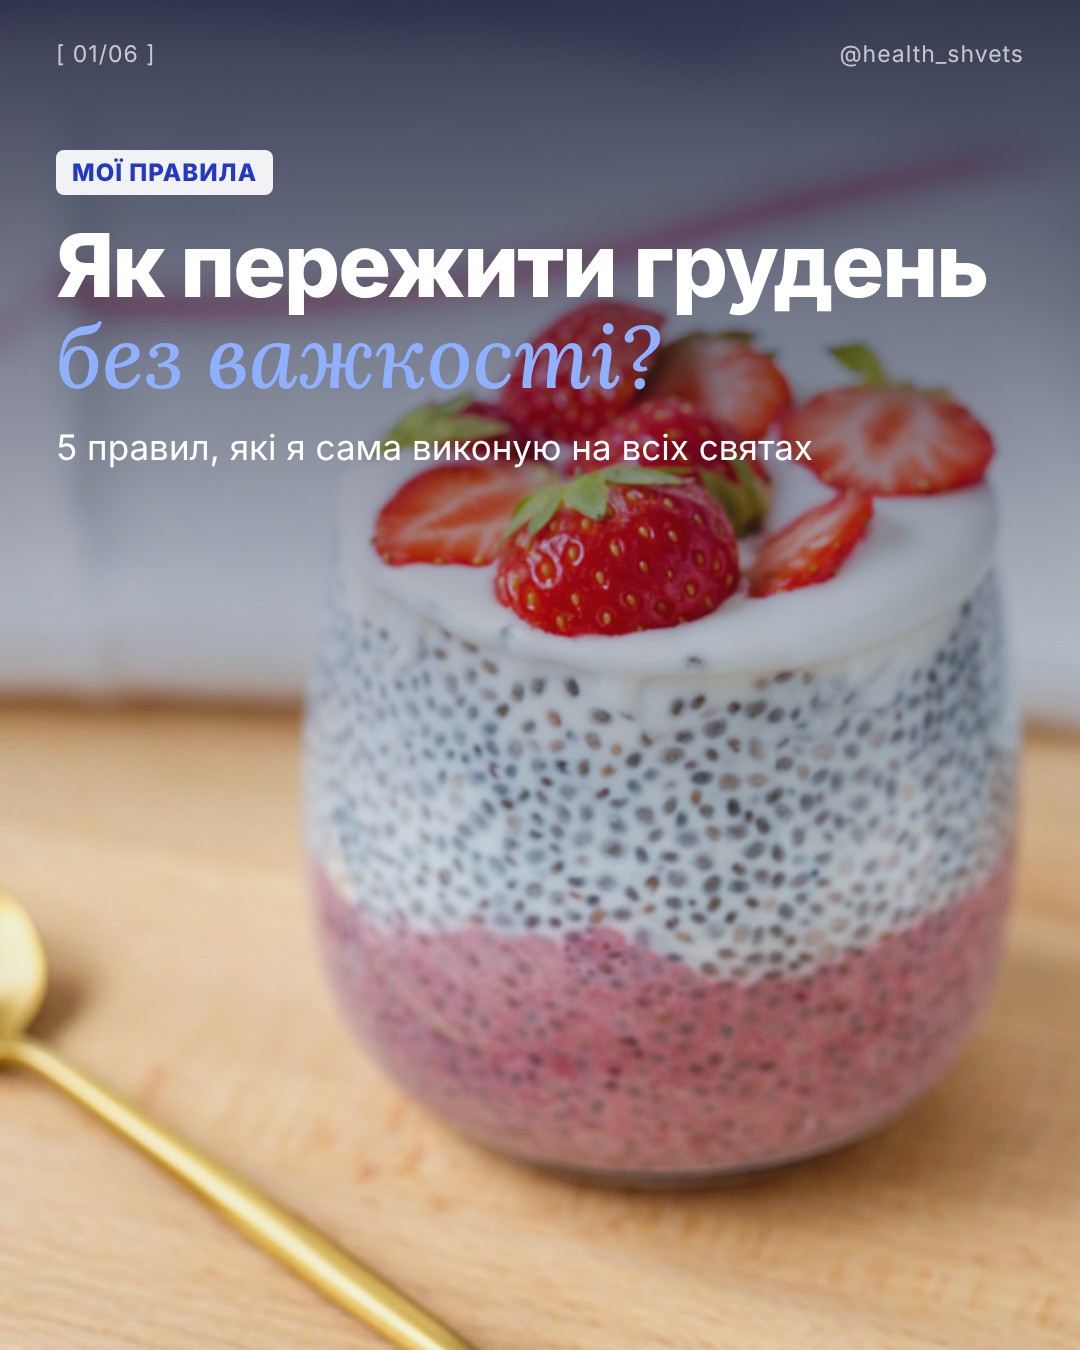 [ 01/06 ]
@health_shvets
МОЇ ПРАВИЛА
Як пережити грудень
без важкості?
5 правил, які я сама виконую на всіх святах